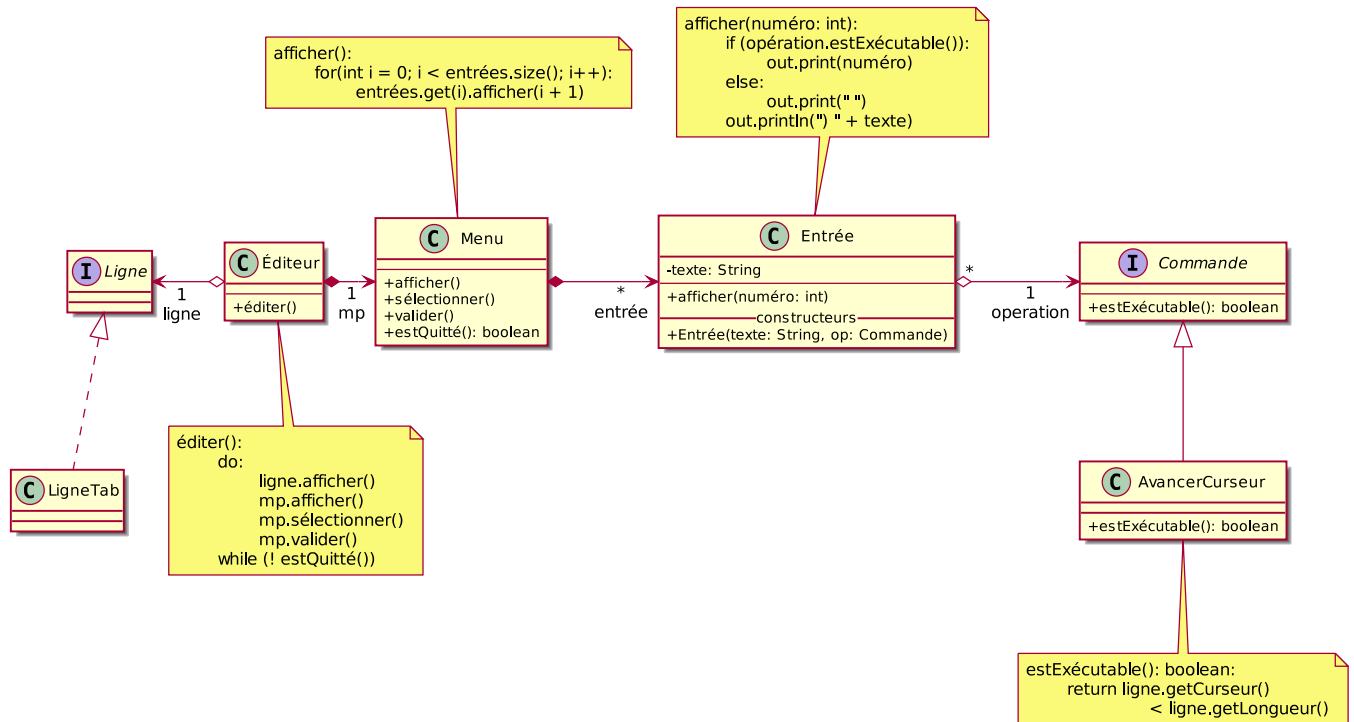 afficher(numéro: int):
if (opération.estExécutable()):
out.print(numéro)
else:
out.print(" ")
out.println(") " + texte)
afficher():
for(int i = 0; i < entrées.size(); i++):
entrées.get(i).afficher(i + 1)
I Ligne
C Éditeur
+éditer()
C Menu
+afficher()
+sélectionner()
+valider()
+estQuitté(): boolean
C Entrée
-texte: String
+afficher(numéro: int)
constructeurs
+Entrée(texte: String, op: Commande)
I Commande
+estExécutable(): boolean
1
ligne
1
mp
*
entrée
*
1
operation
éditer():
do:
ligne.afficher()
mp.afficher()
mp.sélectionner()
mp.valider()
while (! estQuitté())
C LigneTab
C AvancerCurseur
+estExécutable(): boolean
estExécutable(): boolean:
return ligne.getCurseur()
< ligne.getLongueur()